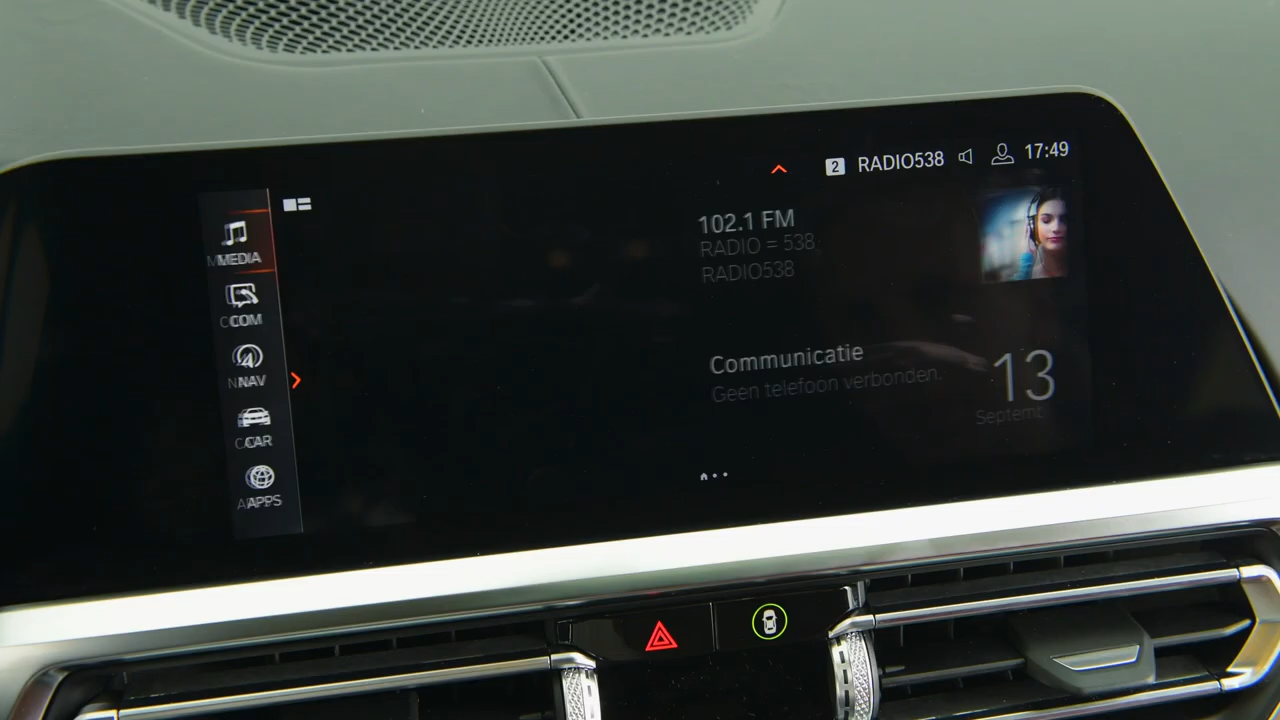 2 RADIO538 17:49
102.1 FM
RADIO = 538
RADIO538
MEDIA
COM
NAV
CAR
APPS
Communicatie
Geen telefoon verbonden.
13
Septemt